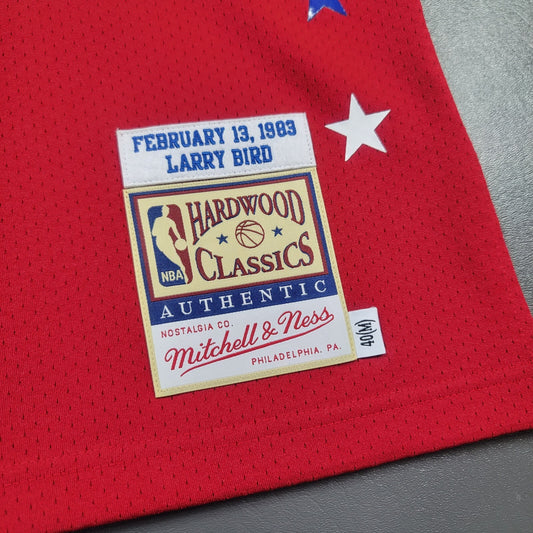 FEBRUARY 13, 1983
LARRY BIRD
HARDWOOD
CLASSICS
NBA
AUTHENTIC
NOSTALGIA CO.
Mitchell & Ness
PHILADELPHIA, PA.
40(M)